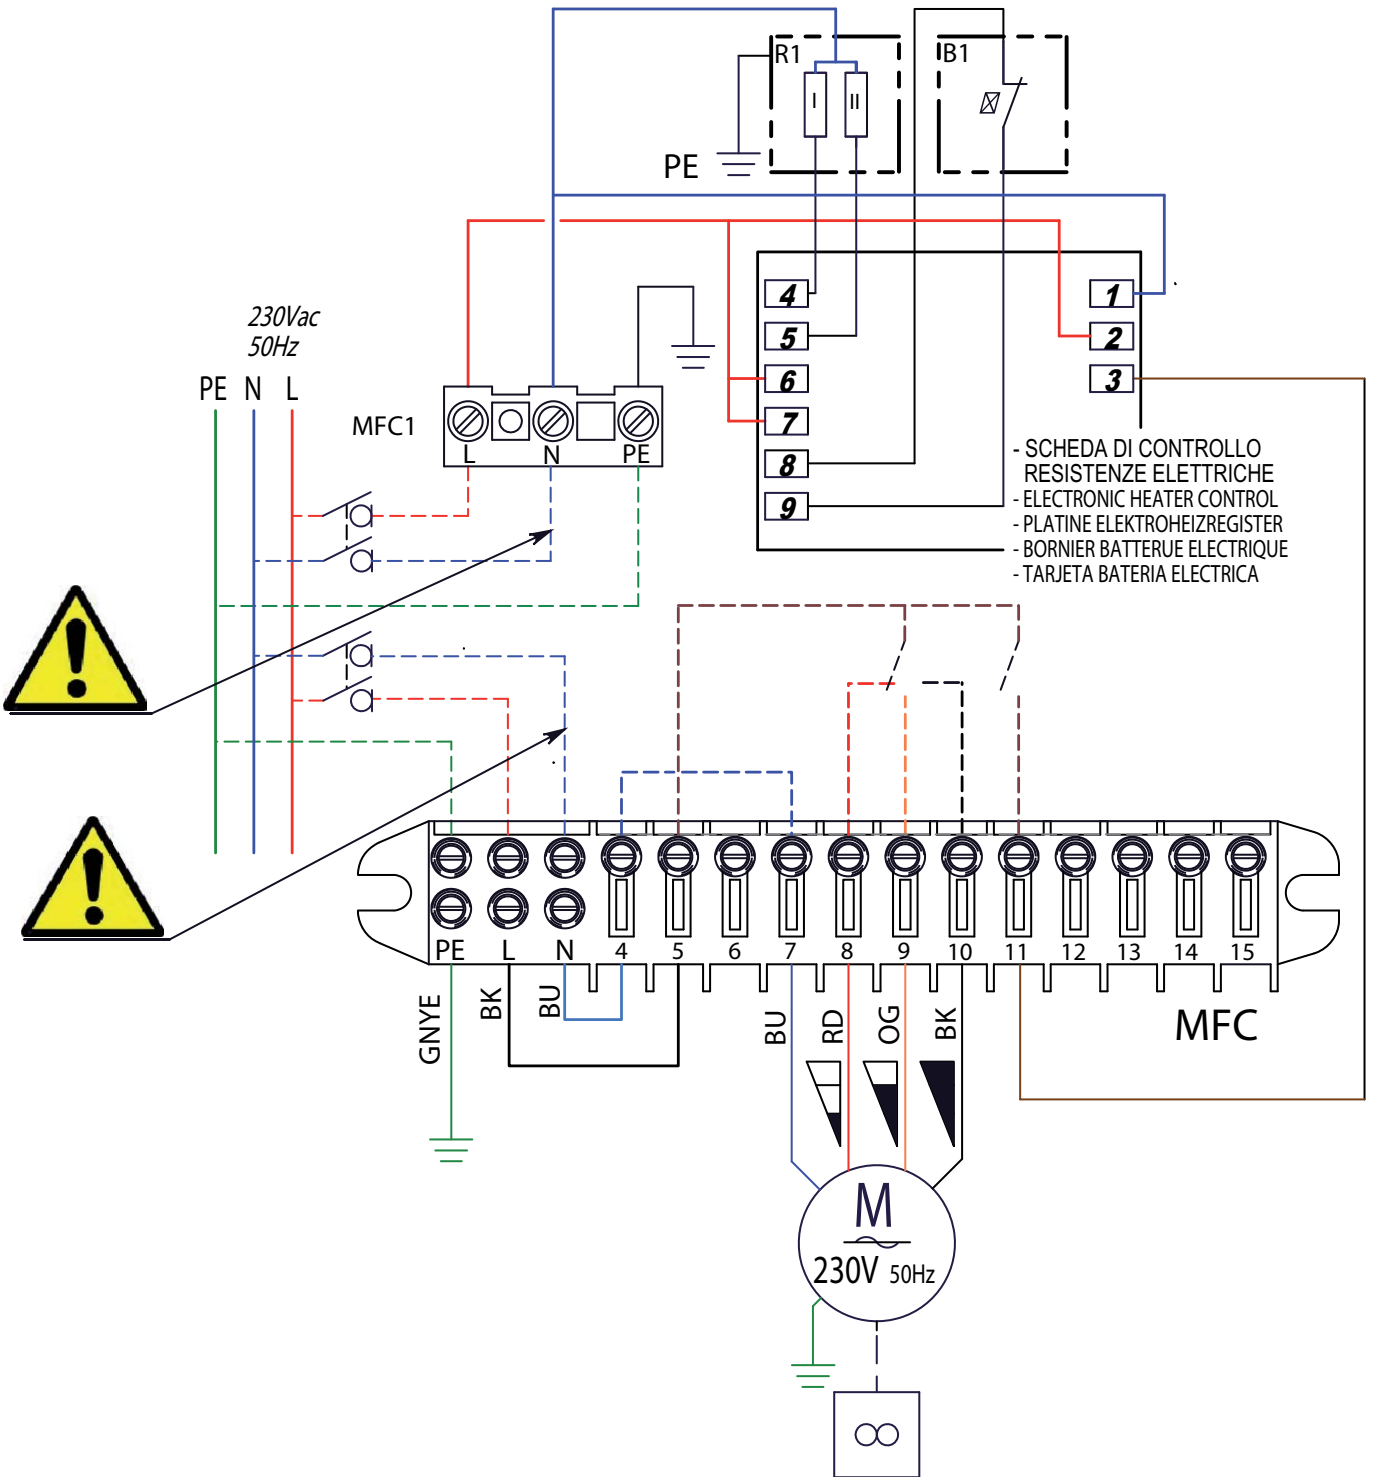 R1
B1
I
II
PE
230Vac
50Hz
PE N L
MFC1
L N PE
4
5
6
7
8
9
1
2
3
- SCHEDA DI CONTROLLO
RESISTENZE ELETTRICHE
- ELECTRONIC HEATER CONTROL
- PLATINE ELEKTROHEIZREGISTER
- BORNIER BATTERUE ELECTRIQUE
- TARJETA BATERIA ELECTRICA
PE L N 4 5 6 7 8 9 10 11 12 13 14 15
GNYE
BK
BU
BU
RD
OG
BK
MFC
M
230V 50Hz